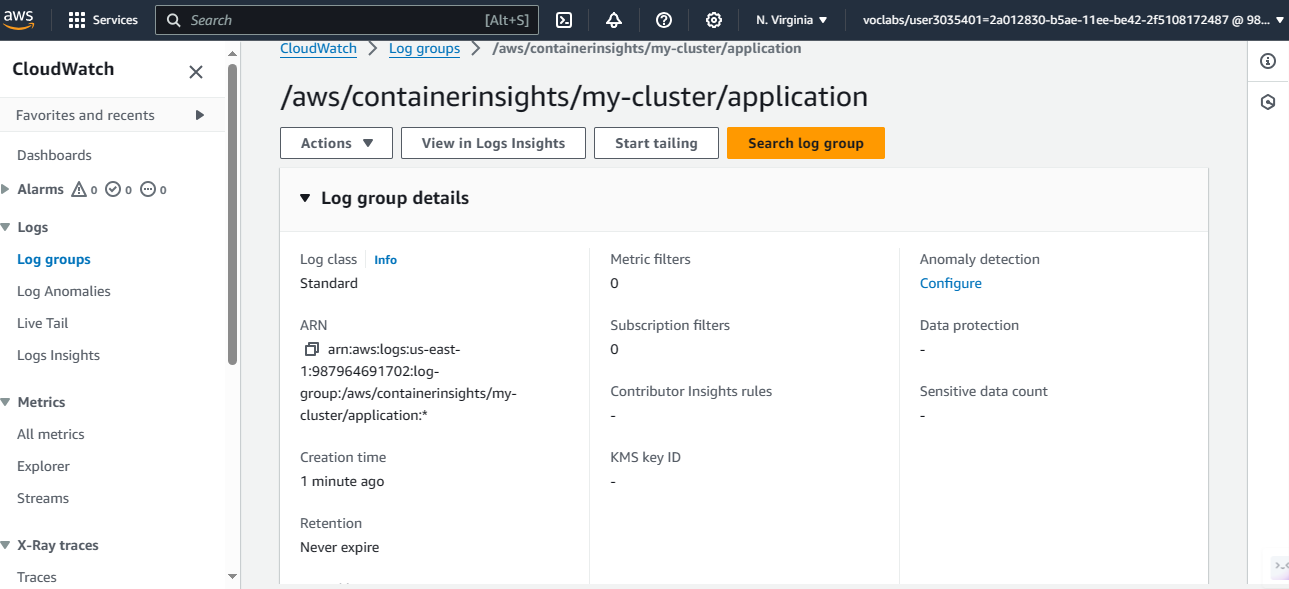 aws
Services
Search
[Alt+S]
N. Virginia
voclabs/user3035401=2a012830-b5ae-11ee-be42-2f5108172487 @ 98...
CloudWatch
Favorites and recents
Dashboards
Alarms 0 0 0
Logs
Log groups
Log Anomalies
Live Tail
Logs Insights
Metrics
All metrics
Explorer
Streams
X-Ray traces
Traces
CloudWatch > Log groups > /aws/containerinsights/my-cluster/application
/aws/containerinsights/my-cluster/application
Actions
View in Logs Insights
Start tailing
Search log group
Log group details
Log class
Info
Standard
ARN
arn:aws:logs:us-east-
1:987964691702:log-
group:/aws/containerinsights/my-
cluster/application:*
Creation time
1 minute ago
Retention
Never expire
Metric filters
0
Subscription filters
0
Contributor Insights rules
-
KMS key ID
-
Anomaly detection
Configure
Data protection
-
Sensitive data count
-